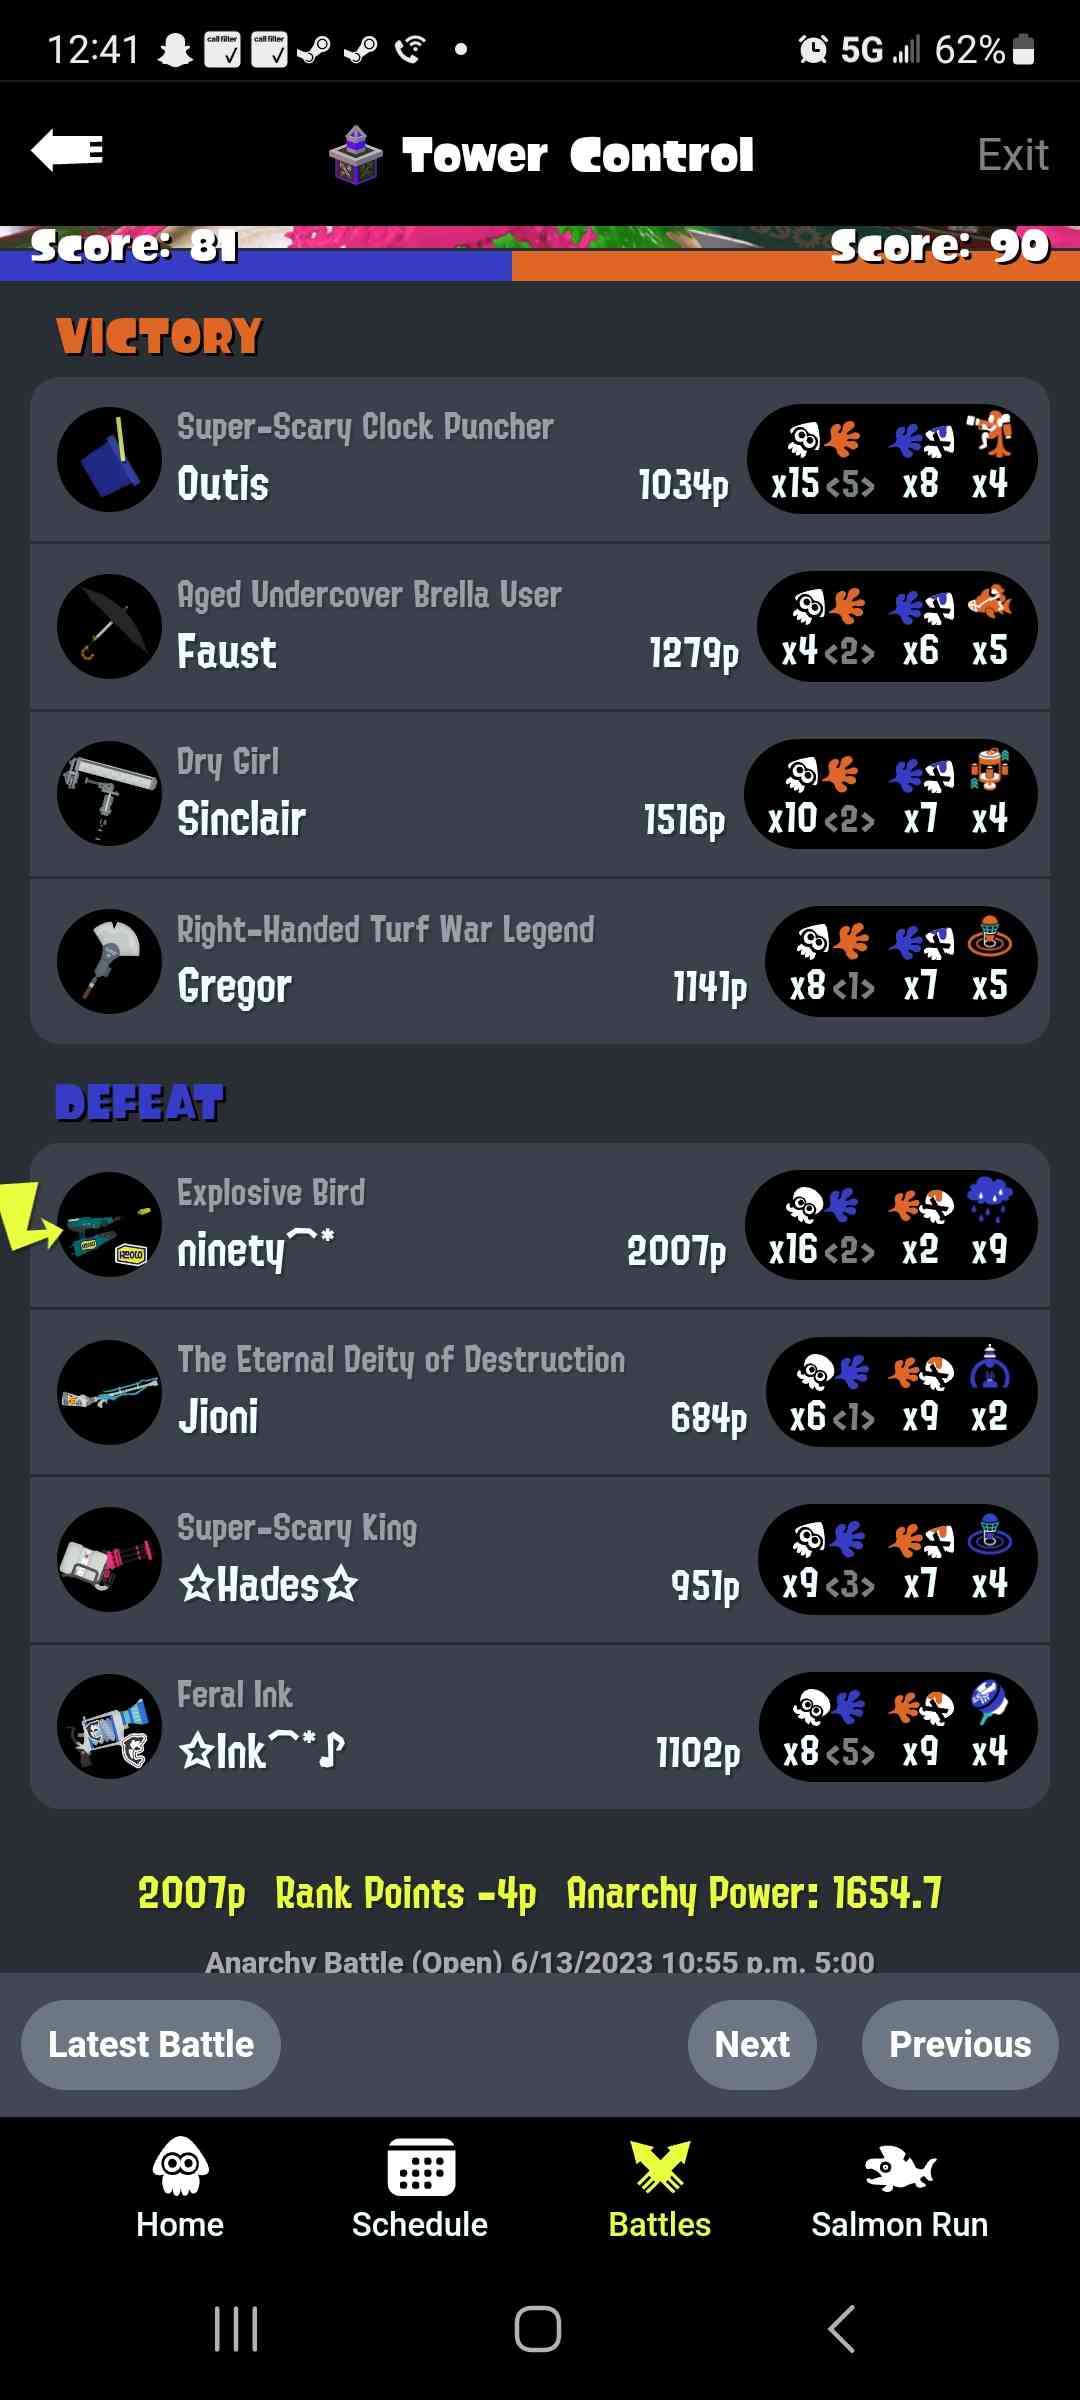 12:41 call filter call filter 5G 62%
Tower Control Exit
Score: 81 Score: 90
VICTORY
Super-Scary Clock Puncher
Outis 1034p x15 <5> x8 x4
Aged Undercover Brella User
Faust 1279p x4 <2> x6 x5
Dry Girl
Sinclair 1516p x10 <2> x7 x4
Right-Handed Turf War Legend
Gregor 1141p x8 <1> x7 x5
DEFEAT
Explosive Bird
ninety⌒* 2007p x16 <2> x2 x9
The Eternal Deity of Destruction
Jioni 684p x6 <1> x9 x2
Super-Scary King
☆Hades☆ 951p x9 <3> x7 x4
Feral Ink
☆Ink⌒*♪ 1102p x8 <5> x9 x4
2007p Rank Points -4p Anarchy Power: 1654.7
Anarchy Battle (Open) 6/13/2023 10:55 p.m. 5:00
Latest Battle Next Previous
Home Schedule Battles Salmon Run